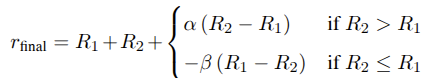 r_final = R_1 + R_2 + { α (R_2 − R_1) if R_2 > R_1
−β (R_1 − R_2) if R_2 ≤ R_1